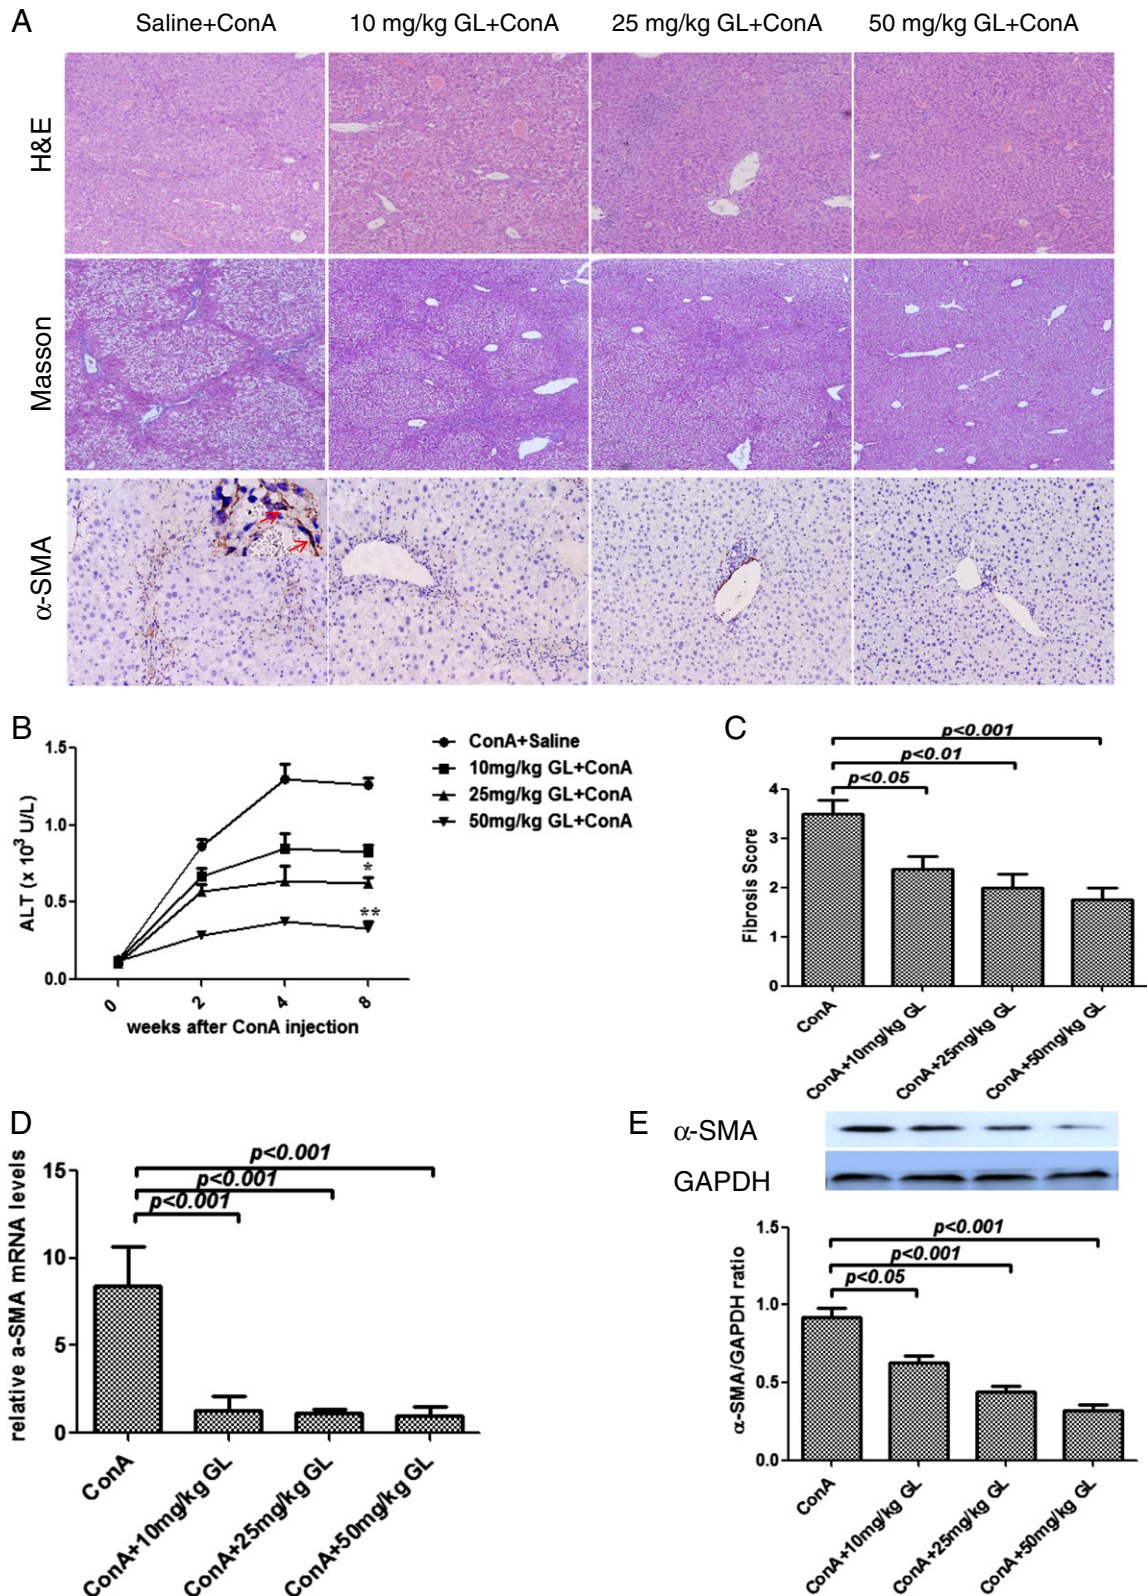 A
Saline+ConA
10 mg/kg GL+ConA
25 mg/kg GL+ConA
50 mg/kg GL+ConA
H&E
Masson
α-SMA
B
1.5
1.0
0.5
0.0
ALT (x 10³ U/L)
0
2
4
8
weeks after ConA injection
ConA+Saline
10mg/kg GL+ConA
25mg/kg GL+ConA
50mg/kg GL+ConA
*
**
C
p<0.001
p<0.01
p<0.05
4
3
2
1
0
Fibrosis Score
ConA
ConA+10mg/kg GL
ConA+25mg/kg GL
ConA+50mg/kg GL
D
p<0.001
p<0.001
p<0.001
15
10
5
0
relative a-SMA mRNA levels
ConA
ConA+10mg/kg GL
ConA+25mg/kg GL
ConA+50mg/kg GL
E
α-SMA
GAPDH
p<0.001
p<0.001
p<0.05
1.5
1.0
0.5
0.0
α-SMA/GAPDH ratio
ConA
ConA+10mg/kg GL
ConA+25mg/kg GL
ConA+50mg/kg GL